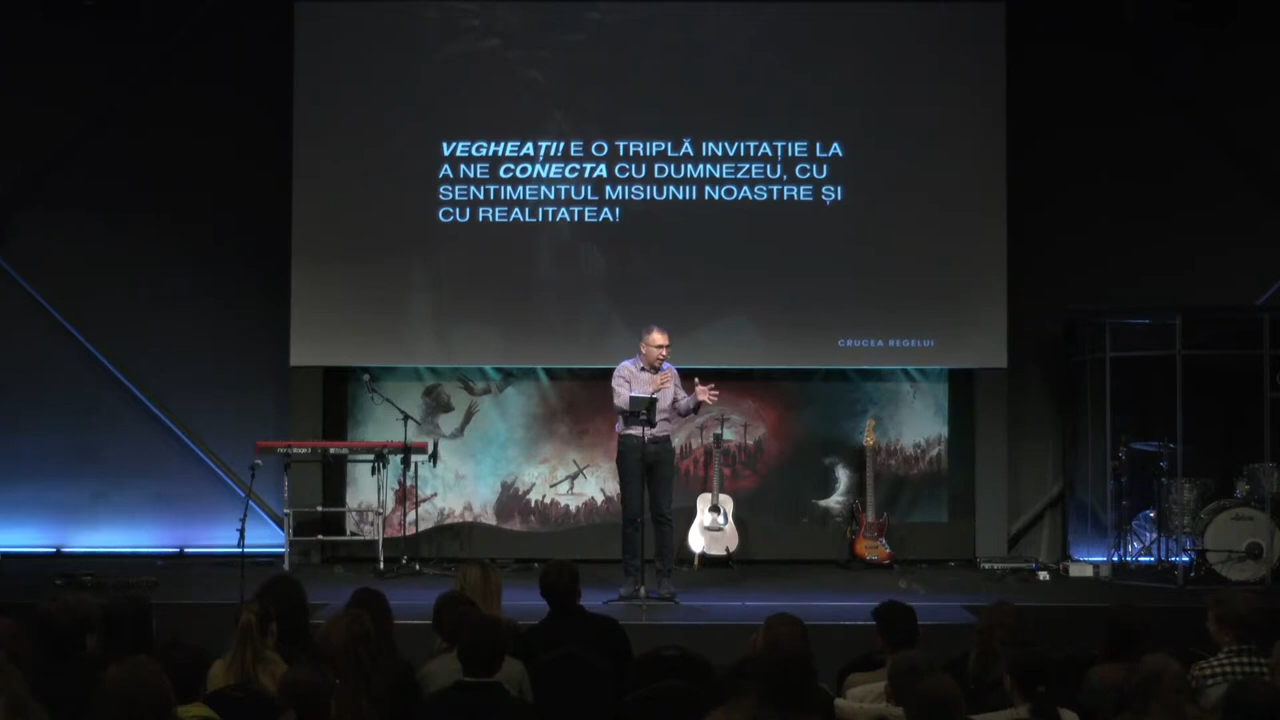 VEGHEAȚI! E O TRIPLĂ INVITAȚIE LA
A NE CONECTA CU DUMNEZEU, CU
SENTIMENTUL MISIUNII NOASTRE ȘI
CU REALITATEA!
CRUCEA REGELUI